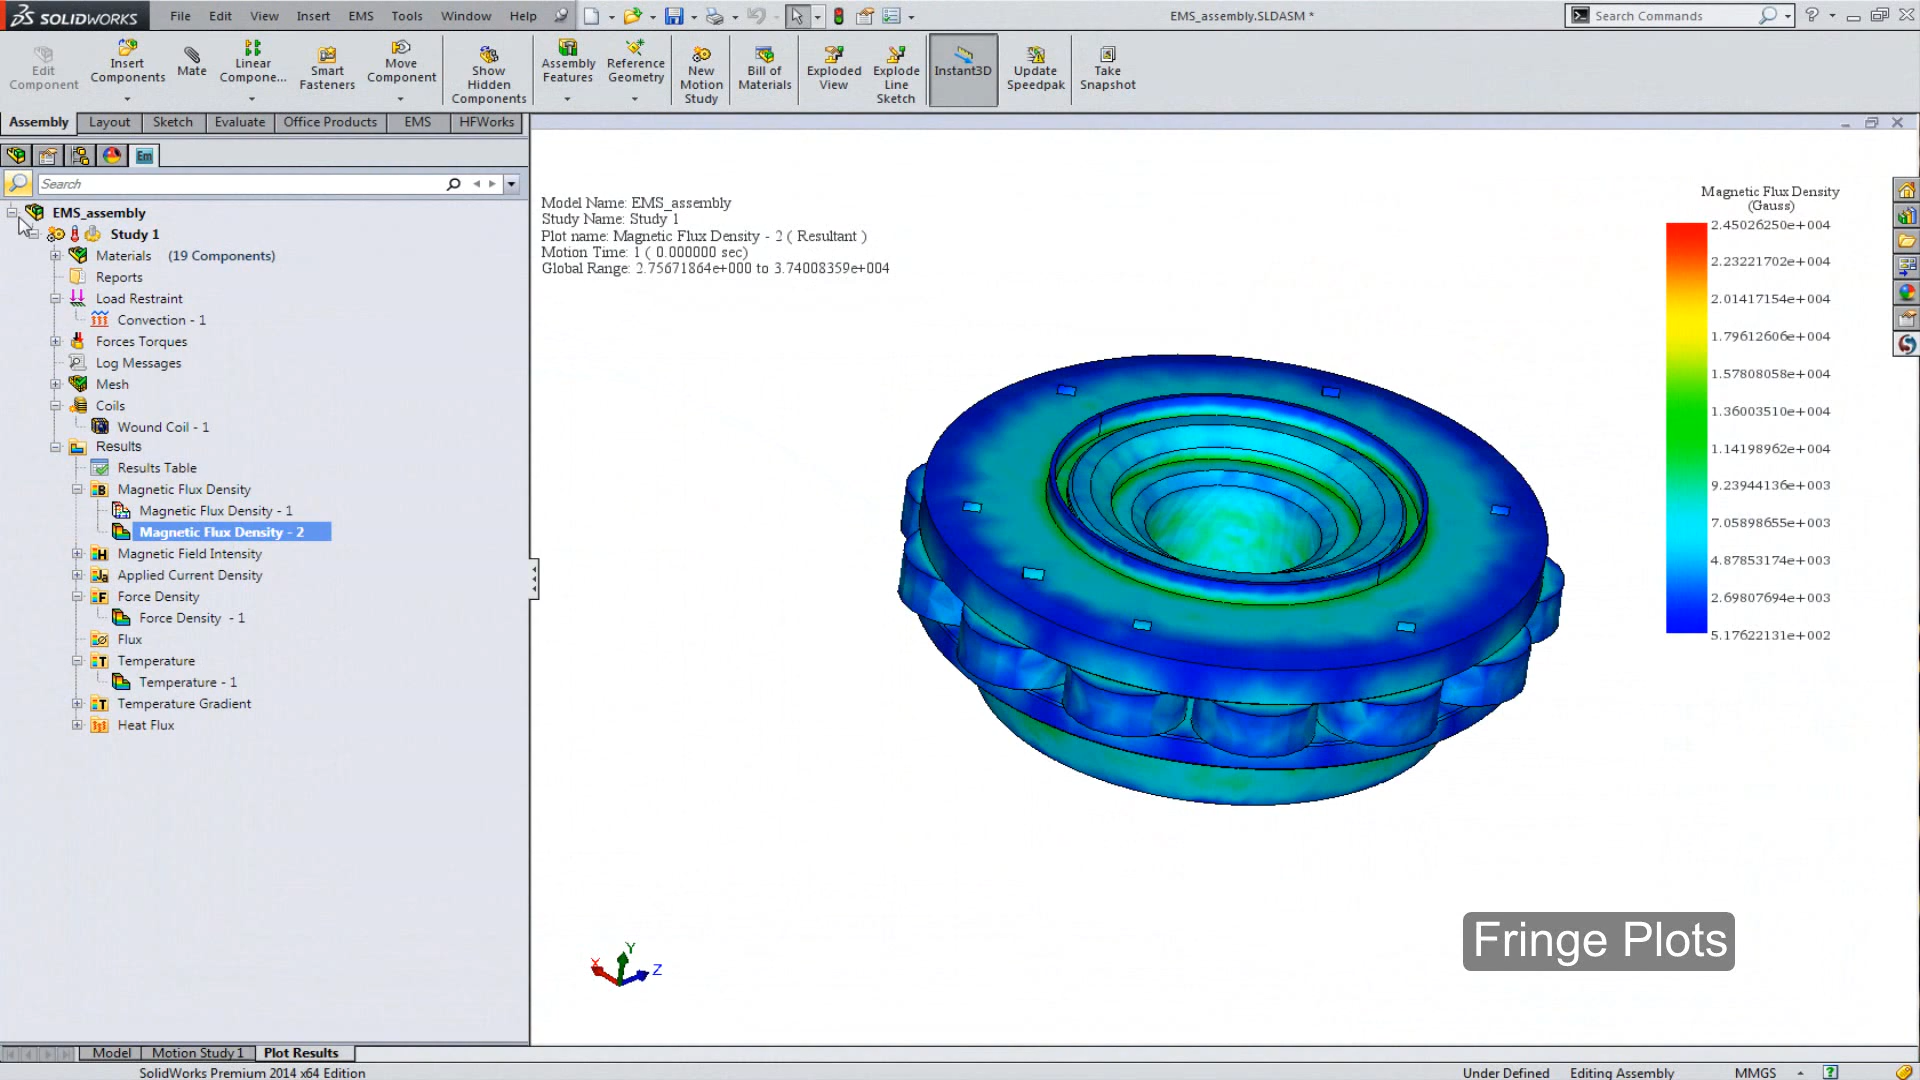 SOLIDWORKS File Edit View Insert EMS Tools Window Help EMS_assembly.SLDASM * Search Commands
Edit Component
Insert Components
Mate
Linear Compone...
Smart Fasteners
Move Component
Show Hidden Components
Assembly Features
Reference Geometry
New Motion Study
Bill of Materials
Exploded View
Explode Line Sketch
Instant3D
Update Speedpak
Take Snapshot
Assembly Layout Sketch Evaluate Office Products EMS HFWorks
Em
Search
EMS_assembly
Study 1
Materials (19 Components)
Reports
Load Restraint
Convection - 1
Forces Torques
Log Messages
Mesh
Coils
Wound Coil - 1
Results
Results Table
B Magnetic Flux Density
Magnetic Flux Density - 1
Magnetic Flux Density - 2
H Magnetic Field Intensity
Ja Applied Current Density
F Force Density
Force Density - 1
Flux
T Temperature
Temperature - 1
T Temperature Gradient
Heat Flux
Model Name: EMS_assembly
Study Name: Study 1
Plot name: Magnetic Flux Density - 2 ( Resultant )
Motion Time: 1 ( 0.000000 sec)
Global Range: 2.75671864e+000 to 3.74008359e+004
Magnetic Flux Density
(Gauss)
2.45026250e+004
2.23221702e+004
2.01417154e+004
1.79612606e+004
1.57808058e+004
1.36003510e+004
1.14198962e+004
9.23944136e+003
7.05898655e+003
4.87853174e+003
2.69807694e+003
5.17622131e+002
X Y Z
Fringe Plots
Model Motion Study 1 Plot Results
SolidWorks Premium 2014 x64 Edition Under Defined Editing Assembly MMGS